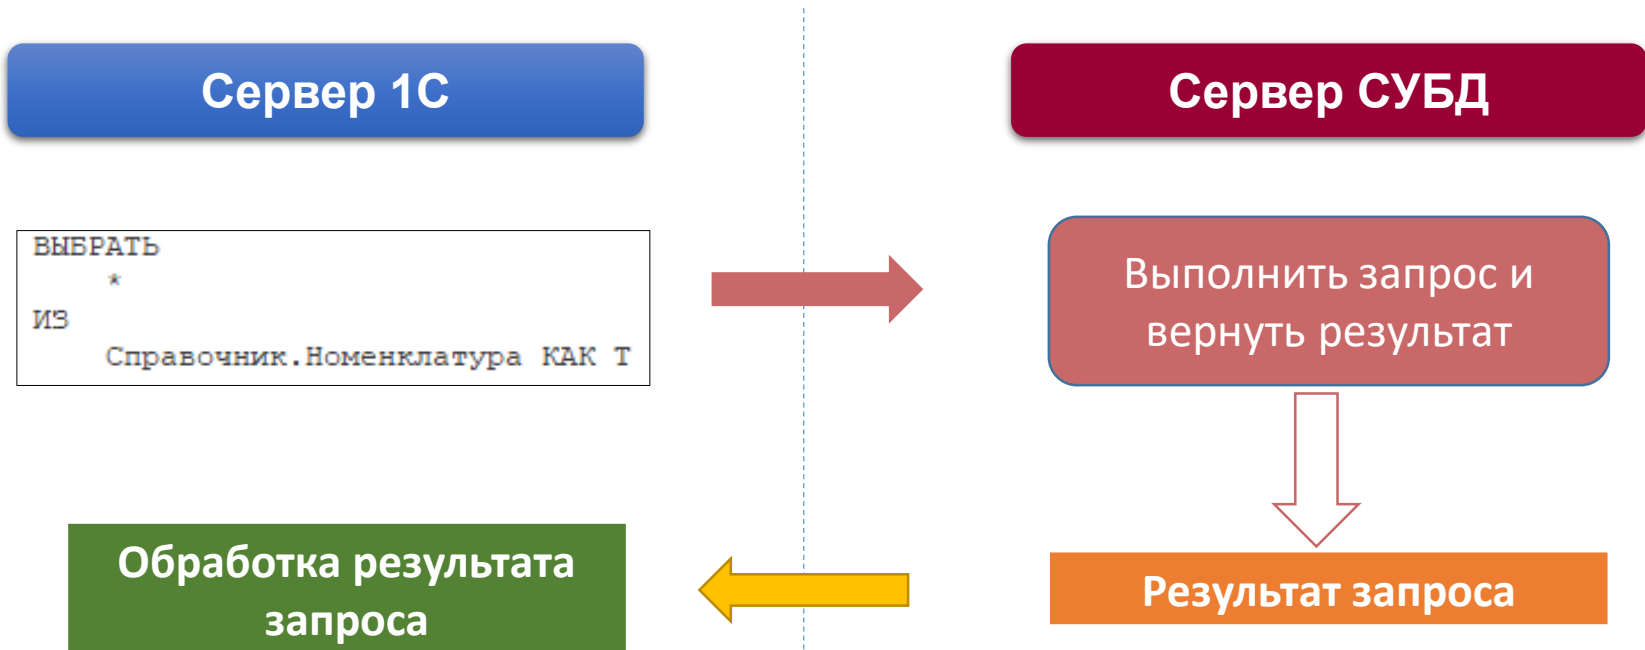 Сервер 1С
Сервер СУБД
ВЫБРАТЬ
*
ИЗ
Справочник.Номенклатура КАК Т
Выполнить запрос и
вернуть результат
Обработка результата
запроса
Результат запроса